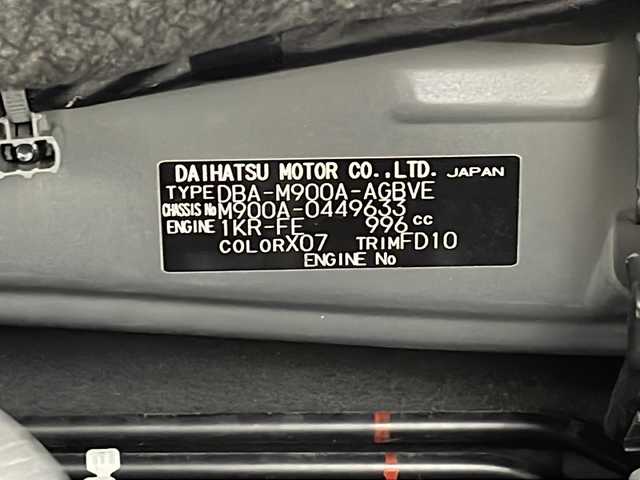 DAIHATSU MOTOR CO.,LTD. JAPAN
TYPE DBA-M900A-AGBVE
CHASSIS No M900A-0449633
ENGINE 1KR-FE 996 cc
COLOR X07 TRIM FD10
ENGINE No